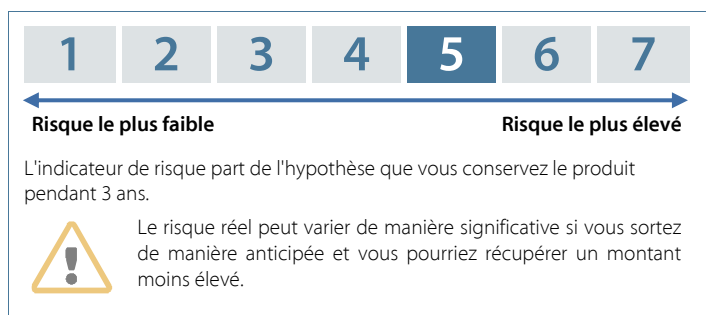 1 2 3 4 5 6 7
Risque le plus faible Risque le plus élevé
L'indicateur de risque part de l'hypothèse que vous conservez le produit
pendant 3 ans.
Le risque réel peut varier de manière significative si vous sortez
de manière anticipée et vous pourriez récupérer un montant
moins élevé.